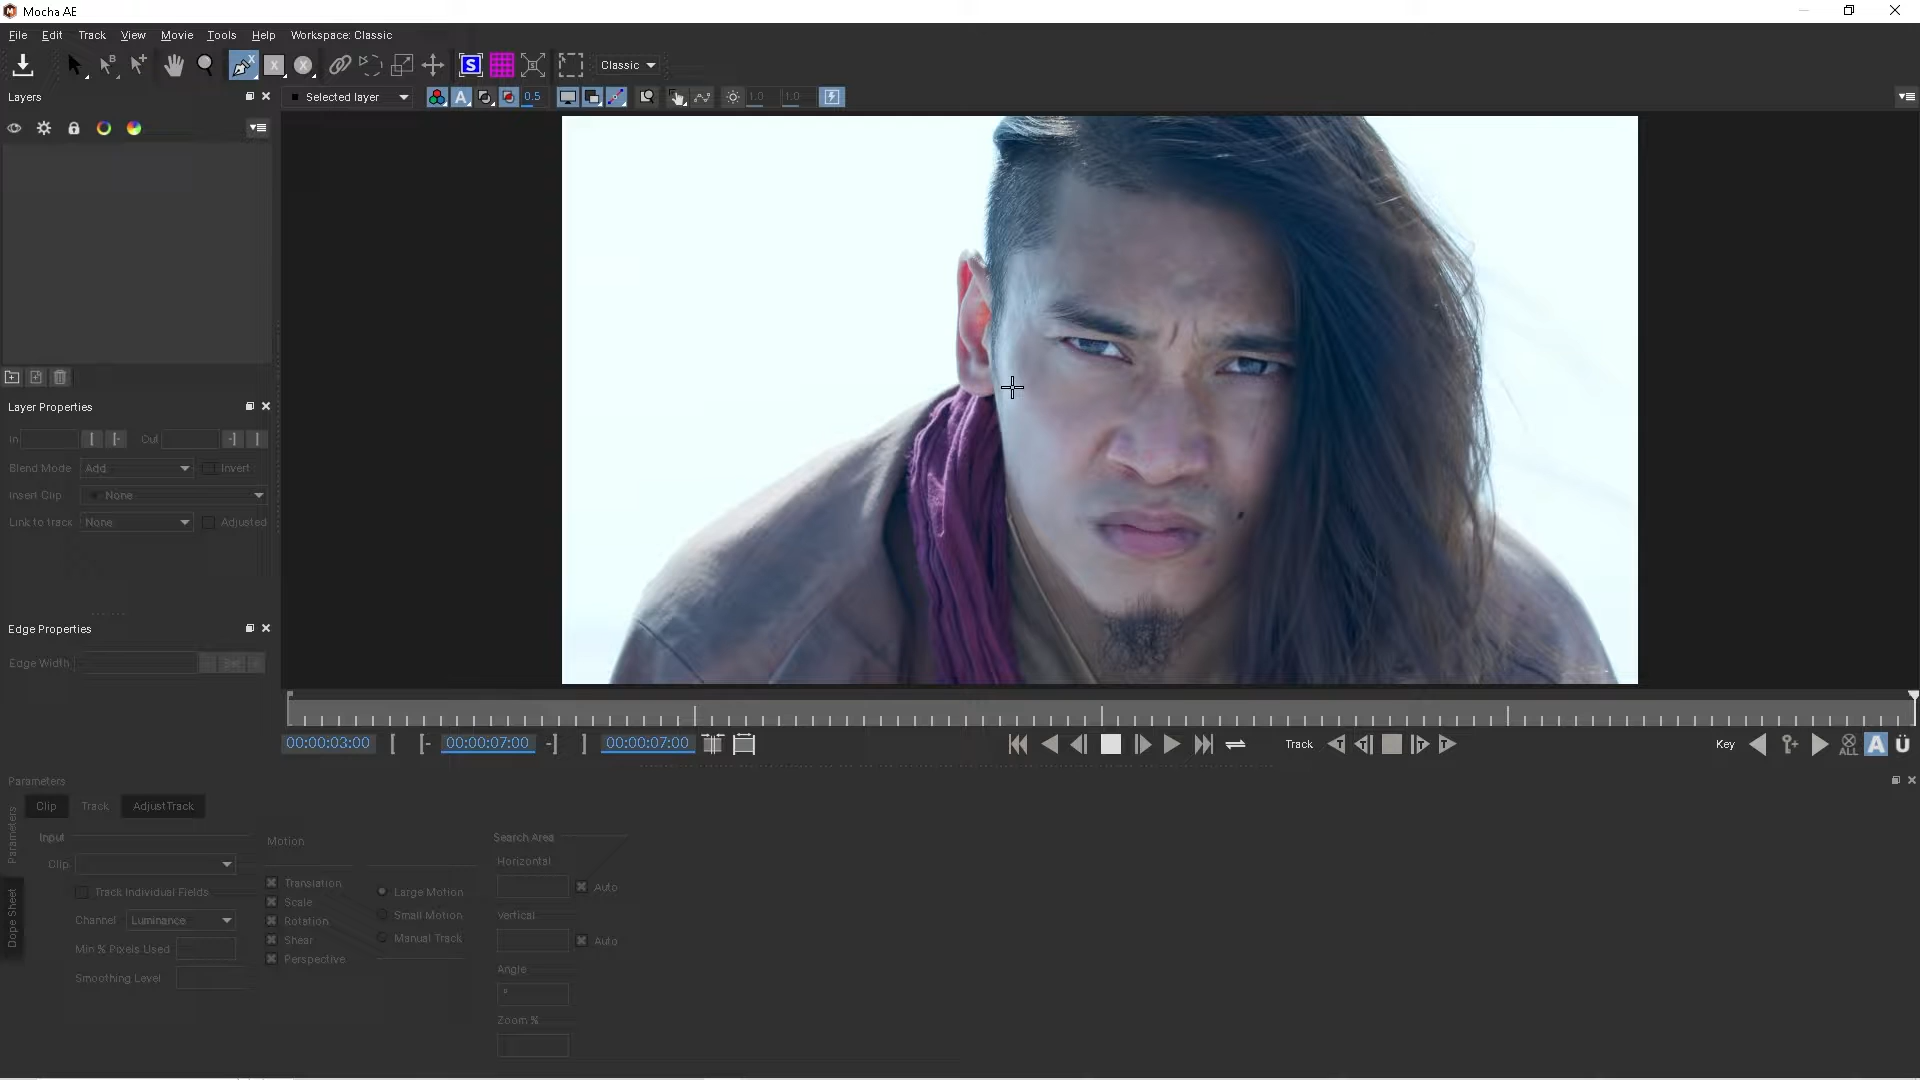 Mocha AE
File Edit Track View Movie Tools Help Workspace: Classic
Classic
Layers
Selected layer
0.5
1.0
1.0
Layer Properties
In
Out
Blend Mode
Add
Invert
Insert Clip
None
Link to track
None
Adjusted
Edge Properties
Edge Width
Set
00:00:03:00
00:00:07:00
00:00:07:00
Track
Key
ALL
Parameters
Parameters
Dope Sheet
Clip
Track
AdjustTrack
Input
Clip
Track Individual Fields
Channel
Luminance
Min % Pixels Used
Smoothing Level
Motion
Translation
Scale
Rotation
Shear
Perspective
Large Motion
Small Motion
Manual Track
Search Area
Horizontal
Auto
Vertical
Auto
Angle
°
Zoom %